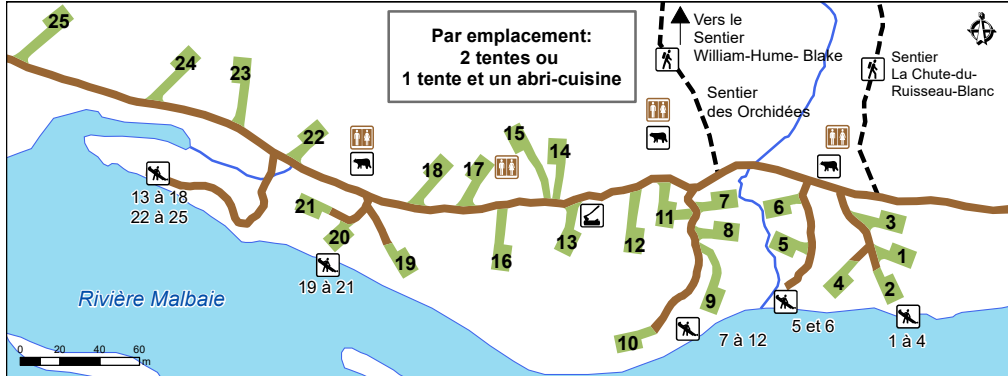 Par emplacement:
2 tentes ou
1 tente et un abri-cuisine
Vers le
Sentier
William-Hume- Blake
Sentier
La Chute-du-
Ruisseau-Blanc
Sentier
des Orchidées
25
24
23
22
21
20
19
18
17
16
15
14
13
12
11
10
9
8
7
6
5
4
3
2
1
13 à 18
22 à 25
19 à 21
7 à 12
5 et 6
1 à 4
Rivière Malbaie
0 20 40 60
m